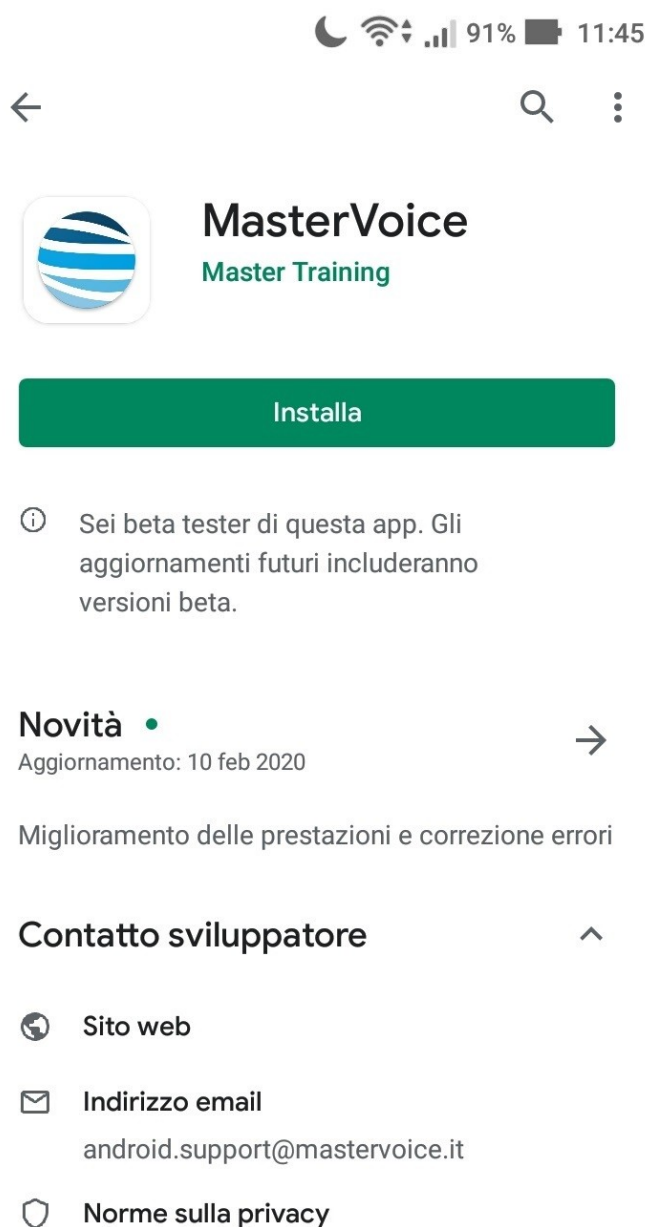 91% 11:45
MasterVoice
Master Training
Installa
Sei beta tester di questa app. Gli
aggiornamenti futuri includeranno
versioni beta.
Novità
Aggiornamento: 10 feb 2020
Miglioramento delle prestazioni e correzione errori
Contatto sviluppatore
Sito web
Indirizzo email
android.support@mastervoice.it
Norme sulla privacy